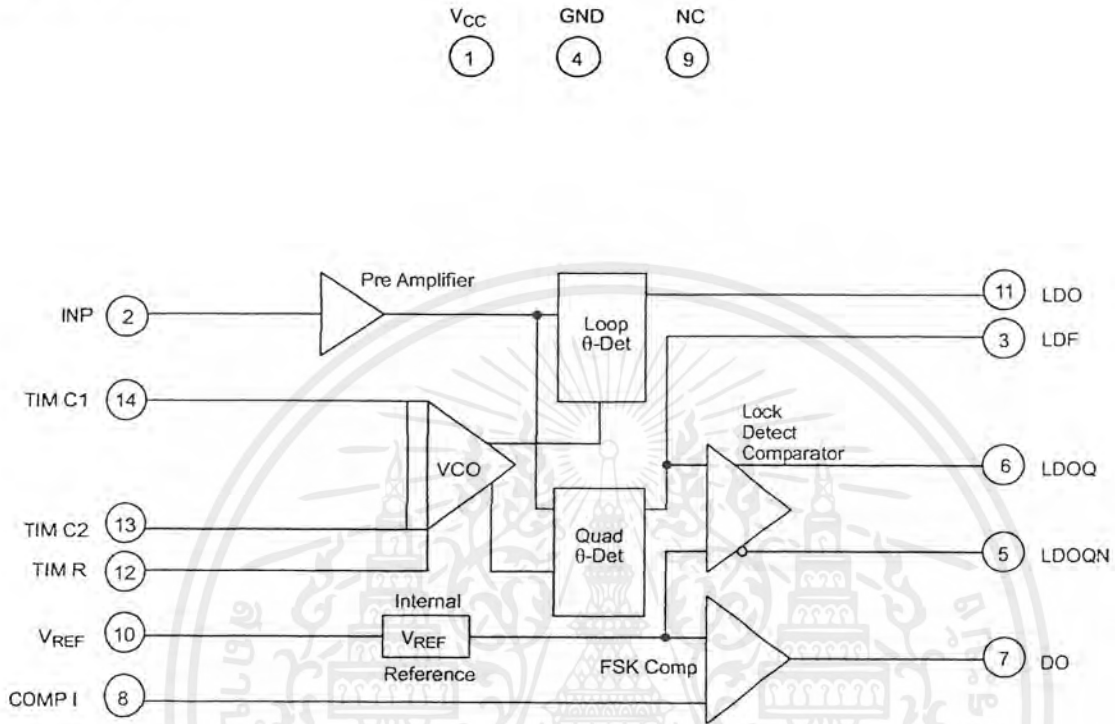 VCC GND NC
1 4 9
Pre Amplifier
INP 2
Loop
θ-Det
11 LDO
3 LDF
TIM C1 14
VCO
Lock
Detect
Comparator
6 LDOQ
TIM C2 13
Quad
θ-Det
5 LDOQN
TIM R 12
Internal
VREF 10
VREF
Reference
FSK Comp
7 DO
COMP I 8